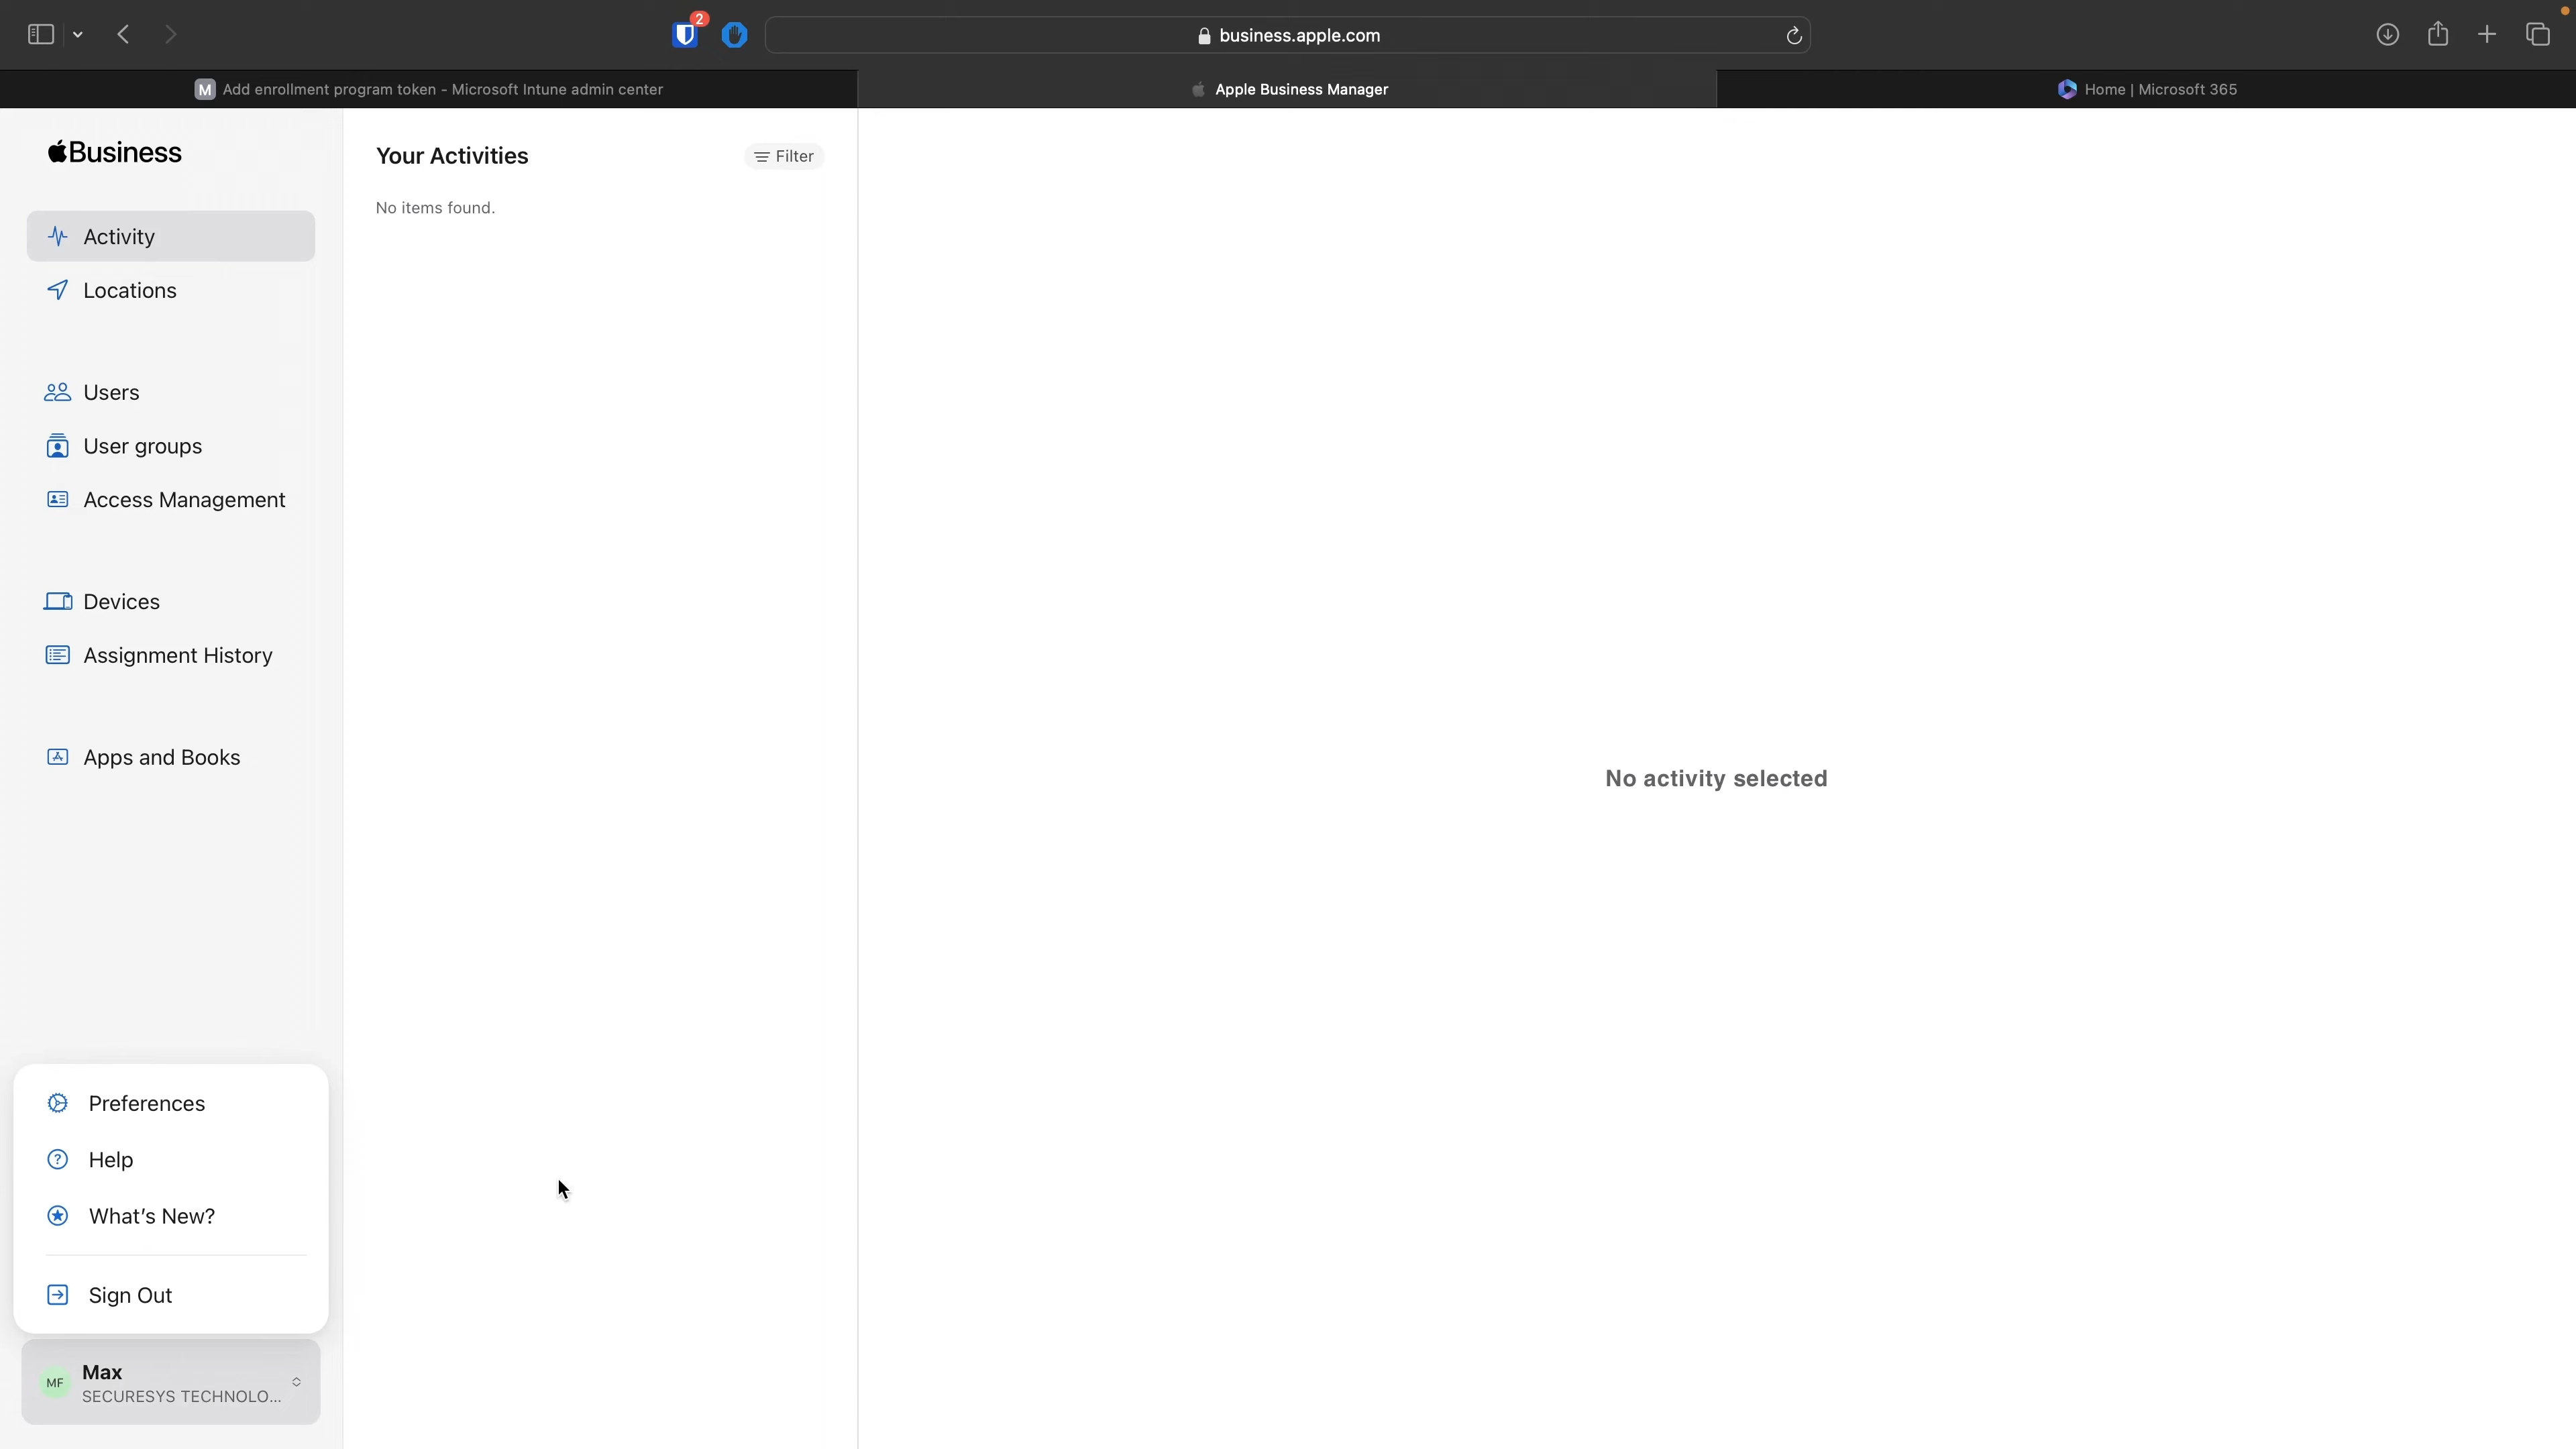 2
business.apple.com
M Add enrollment program token - Microsoft Intune admin center
Apple Business Manager
Home | Microsoft 365
Business
Activity
Locations
Users
User groups
Access Management
Devices
Assignment History
Apps and Books
Preferences
Help
What's New?
Sign Out
MF
Max
SECURESYS TECHNOLO...
Your Activities
Filter
No items found.
No activity selected